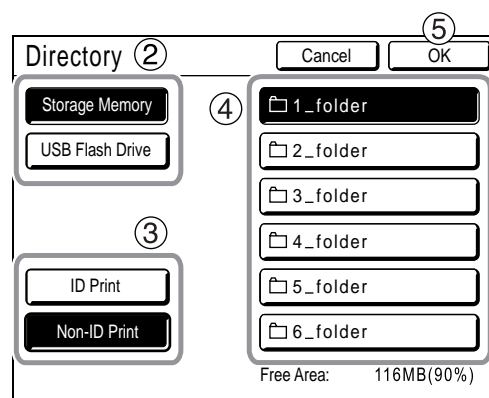 ⑤
Directory ② Cancel OK
Storage Memory
USB Flash Drive
④
1_folder
2_folder
3_folder
4_folder
5_folder
6_folder
③
ID Print
Non-ID Print
Free Area: 116MB(90%)